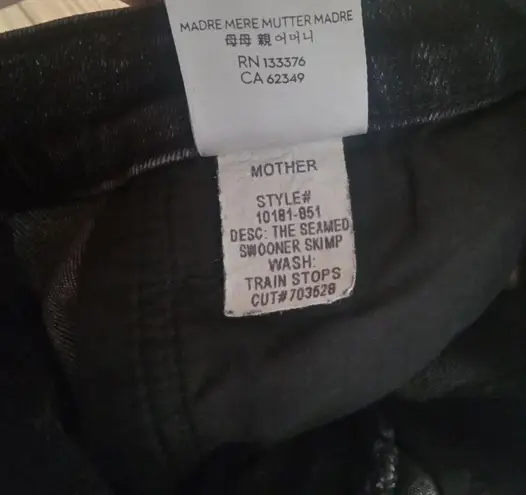 MADRE MERE MUTTER MADRE
母母 親 어머니
RN 133376
CA 62349
MOTHER
STYLE#
10181-851
DESC: THE SEAMED
SWOONER SKIMP
WASH:
TRAIN STOPS
CUT#703528